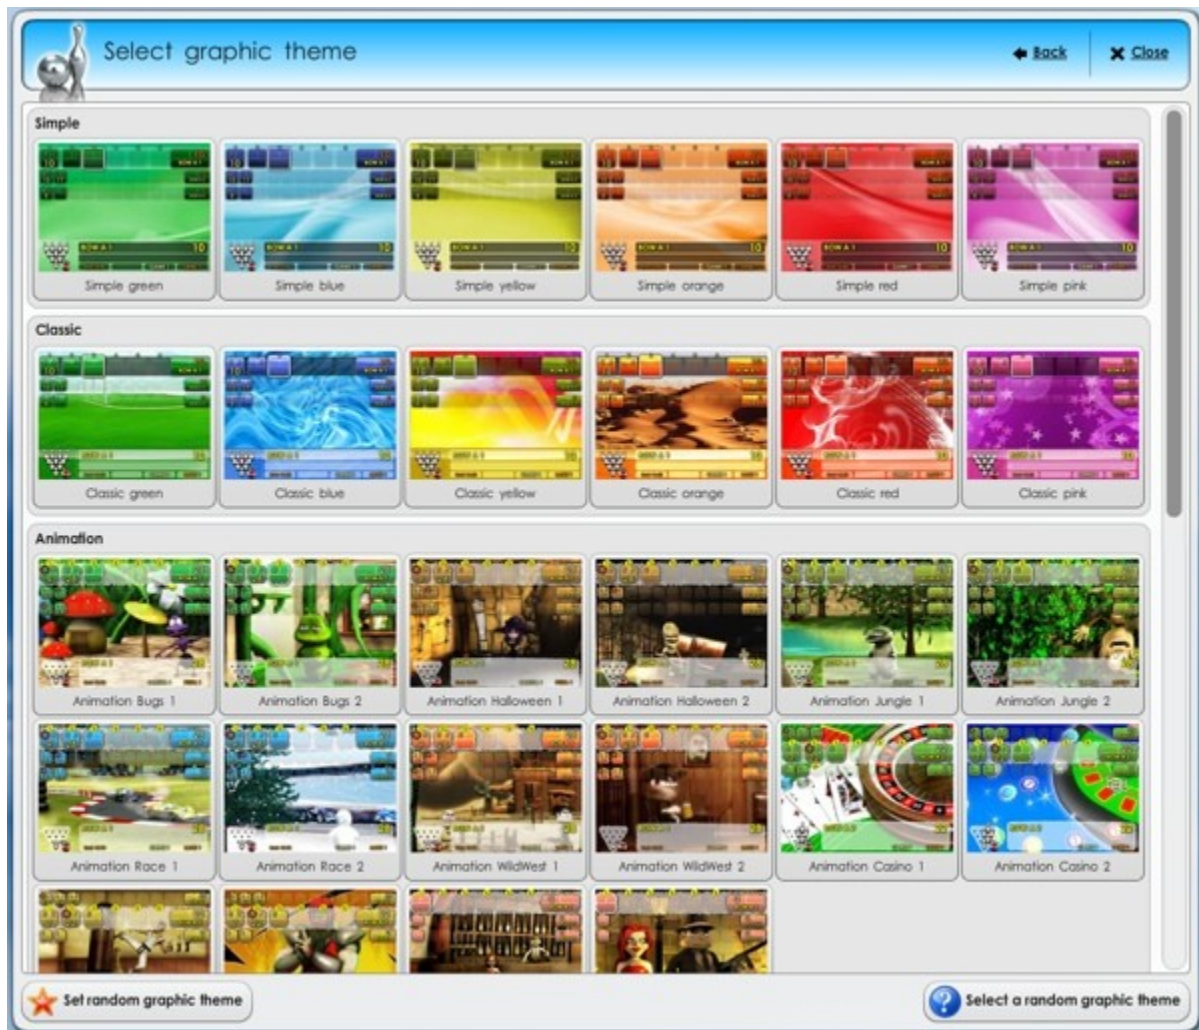 Select graphic theme
Back
Close
Simple
Simple green
Simple blue
Simple yellow
Simple orange
Simple red
Simple pink
Classic
Classic green
Classic blue
Classic yellow
Classic orange
Classic red
Classic pink
Animation
Animation Bugs 1
Animation Bugs 2
Animation Halloween 1
Animation Halloween 2
Animation Jungle 1
Animation Jungle 2
Animation Race 1
Animation Race 2
Animation WildWest 1
Animation WildWest 2
Animation Casino 1
Animation Casino 2
Set random graphic theme
Select a random graphic theme